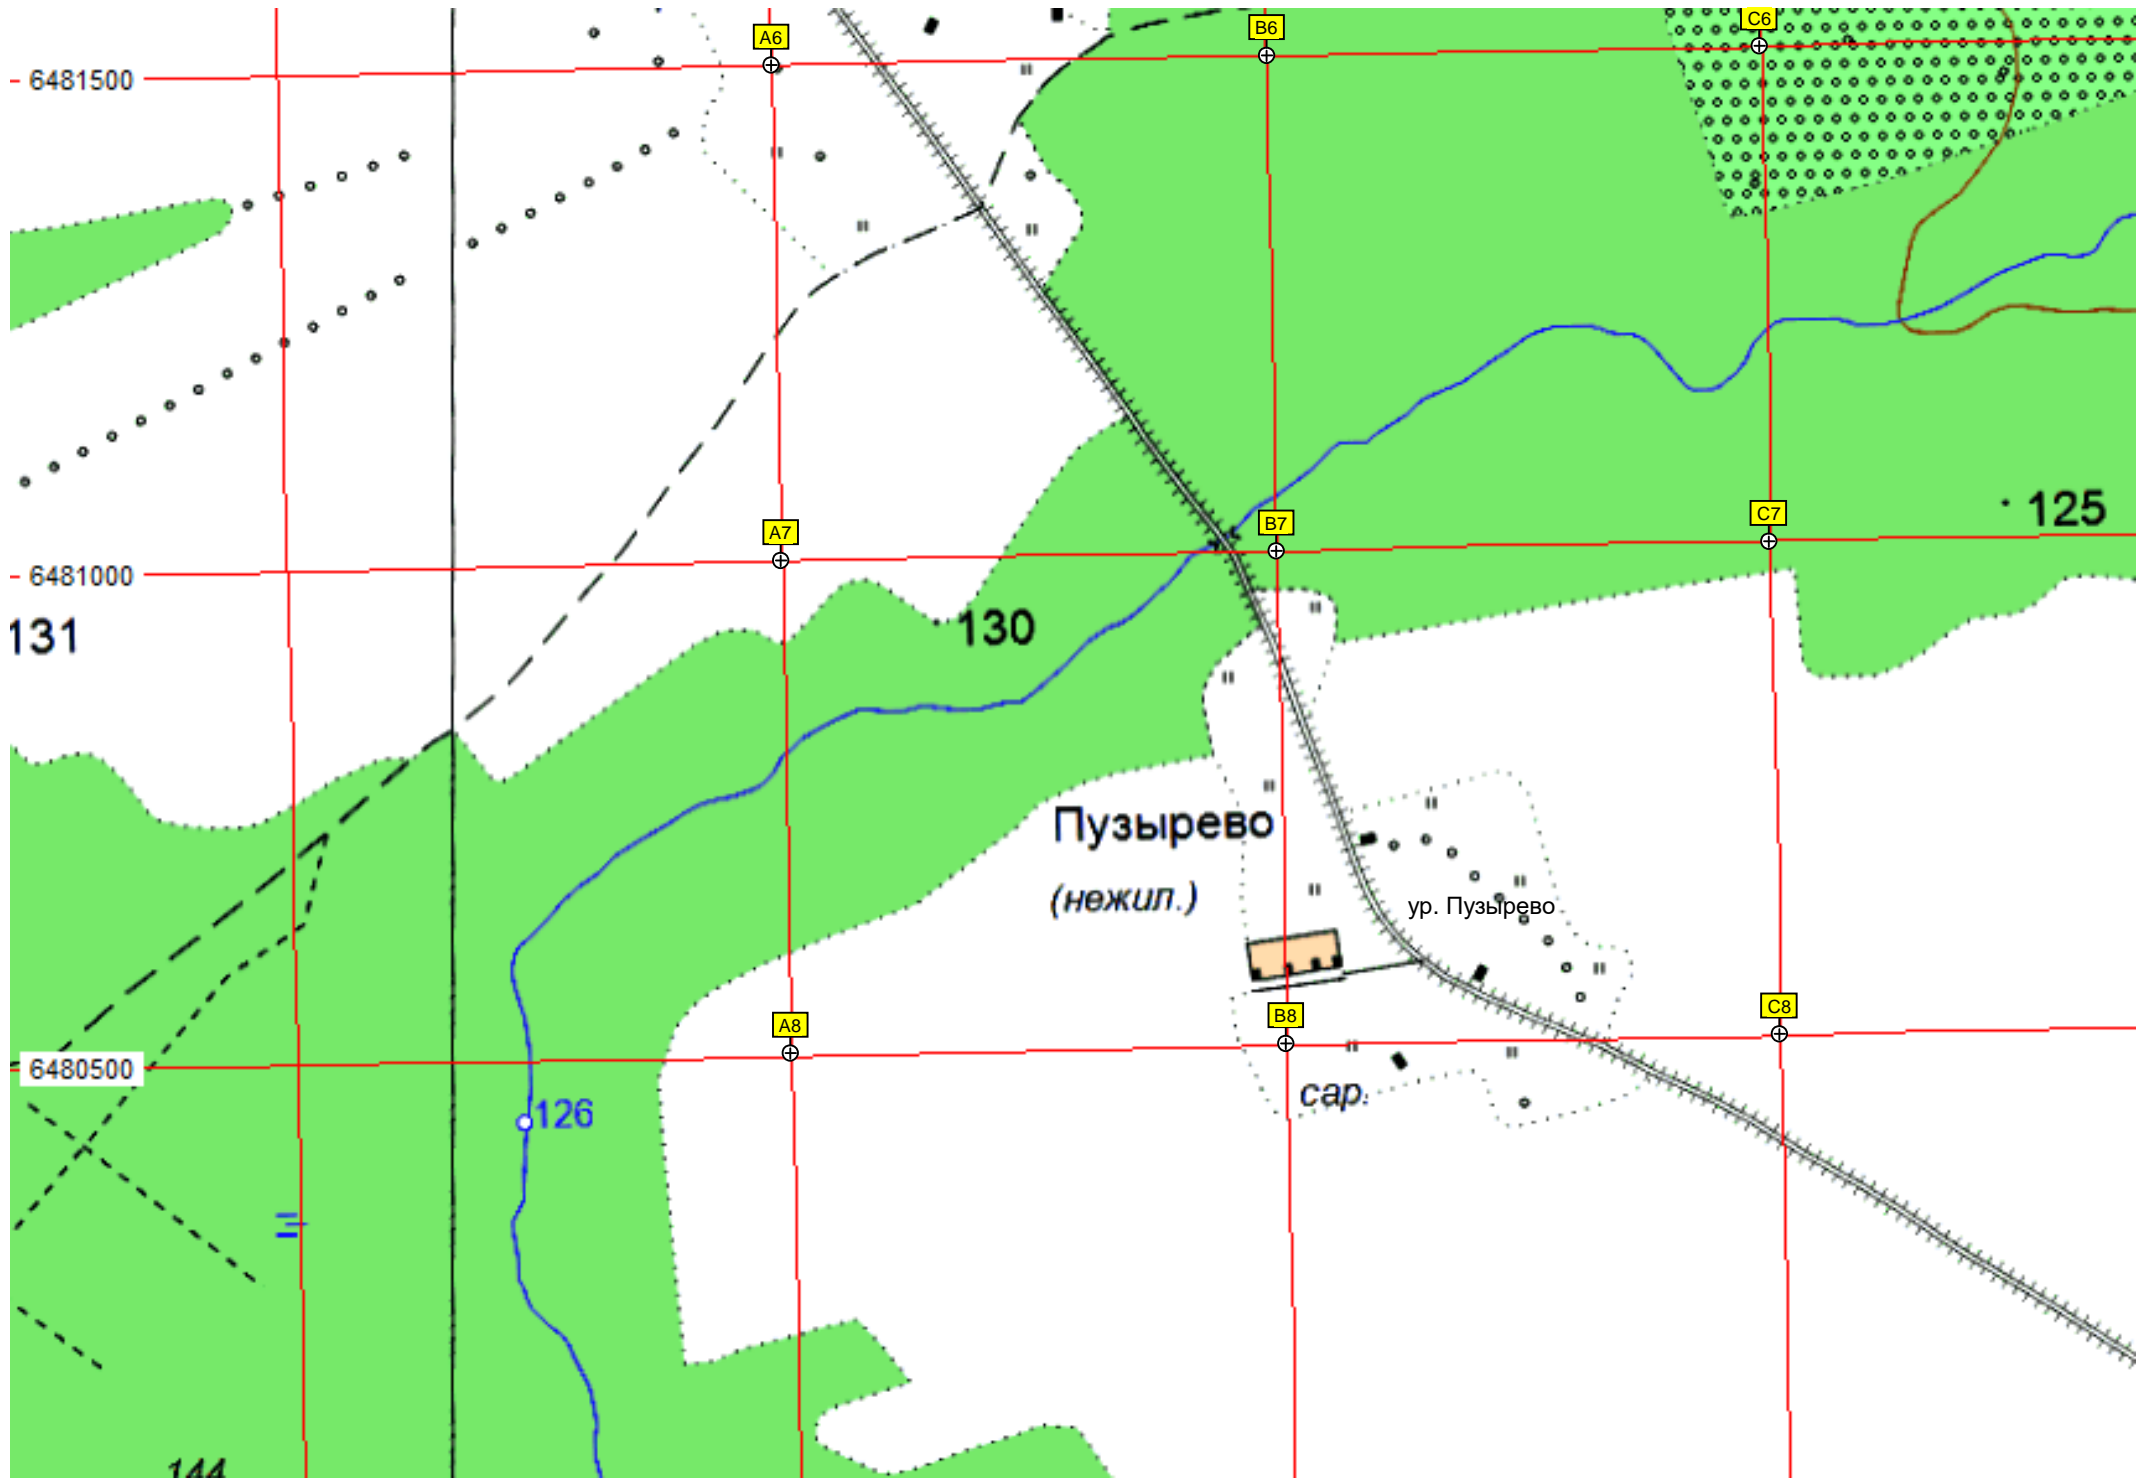 C6
B6
A6
6481500
125
C7
B7
A7
6481000
130
131
Пузырево
(нежил.)
ур. Пузырево
C8
B8
A8
6480500
сар.
126
144